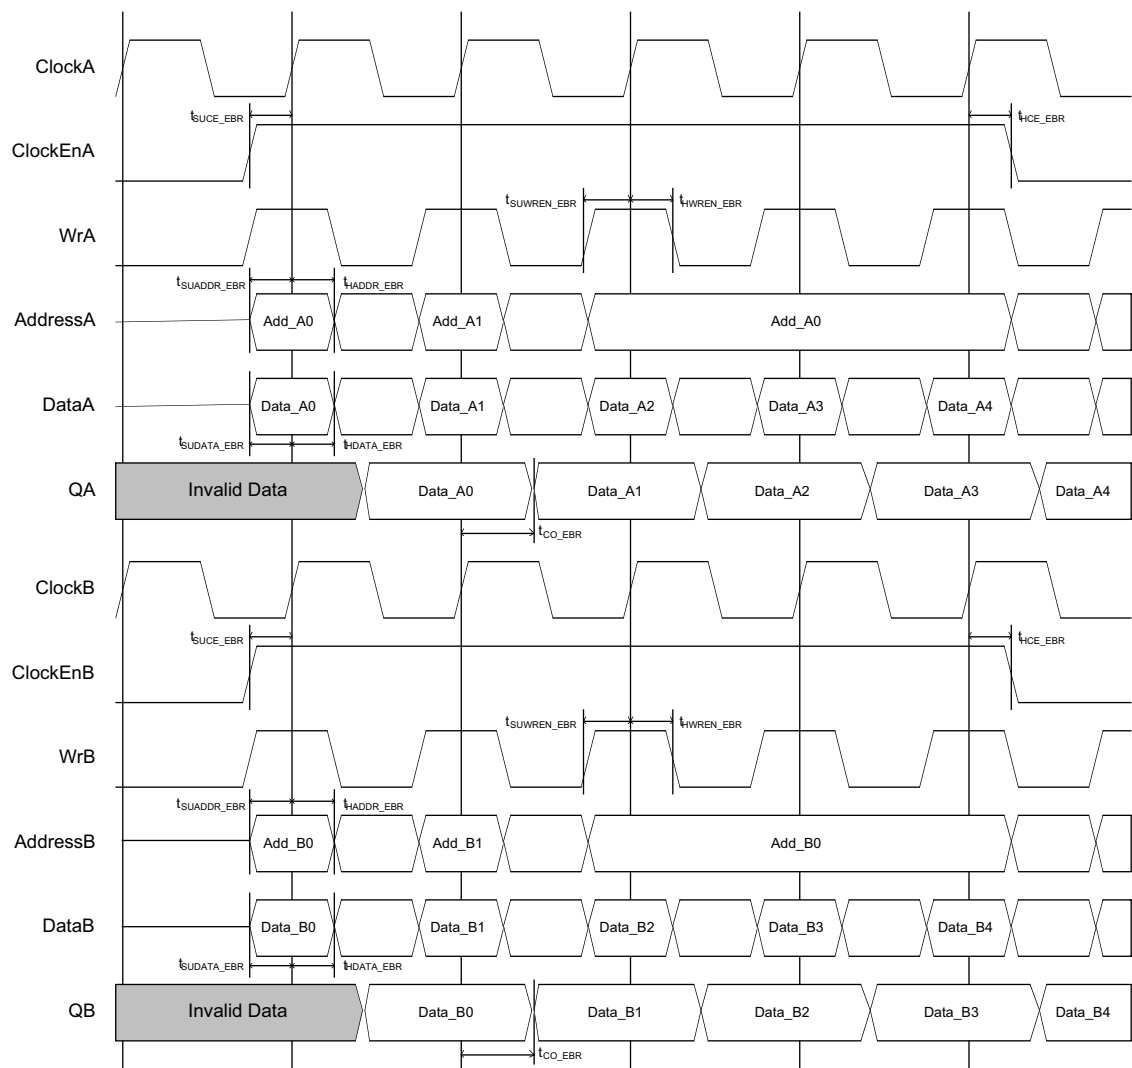 ClockA
tSUCE_EBR tHCE_EBR
ClockEnA
tSUWREN_EBR tHWREN_EBR
WrA
tSUADDR_EBR tHADDR_EBR
AddressA Add_A0 Add_A1 Add_A0
DataA Data_A0 Data_A1 Data_A2 Data_A3 Data_A4
tSUDATA_EBR tHDATA_EBR
QA Invalid Data Data_A0 Data_A1 Data_A2 Data_A3 Data_A4
tCO_EBR
ClockB
tSUCE_EBR tHCE_EBR
ClockEnB
tSUWREN_EBR tHWREN_EBR
WrB
tSUADDR_EBR tHADDR_EBR
AddressB Add_B0 Add_B1 Add_B0
DataB Data_B0 Data_B1 Data_B2 Data_B3 Data_B4
tSUDATA_EBR tHDATA_EBR
QB Invalid Data Data_B0 Data_B1 Data_B2 Data_B3 Data_B4
tCO_EBR